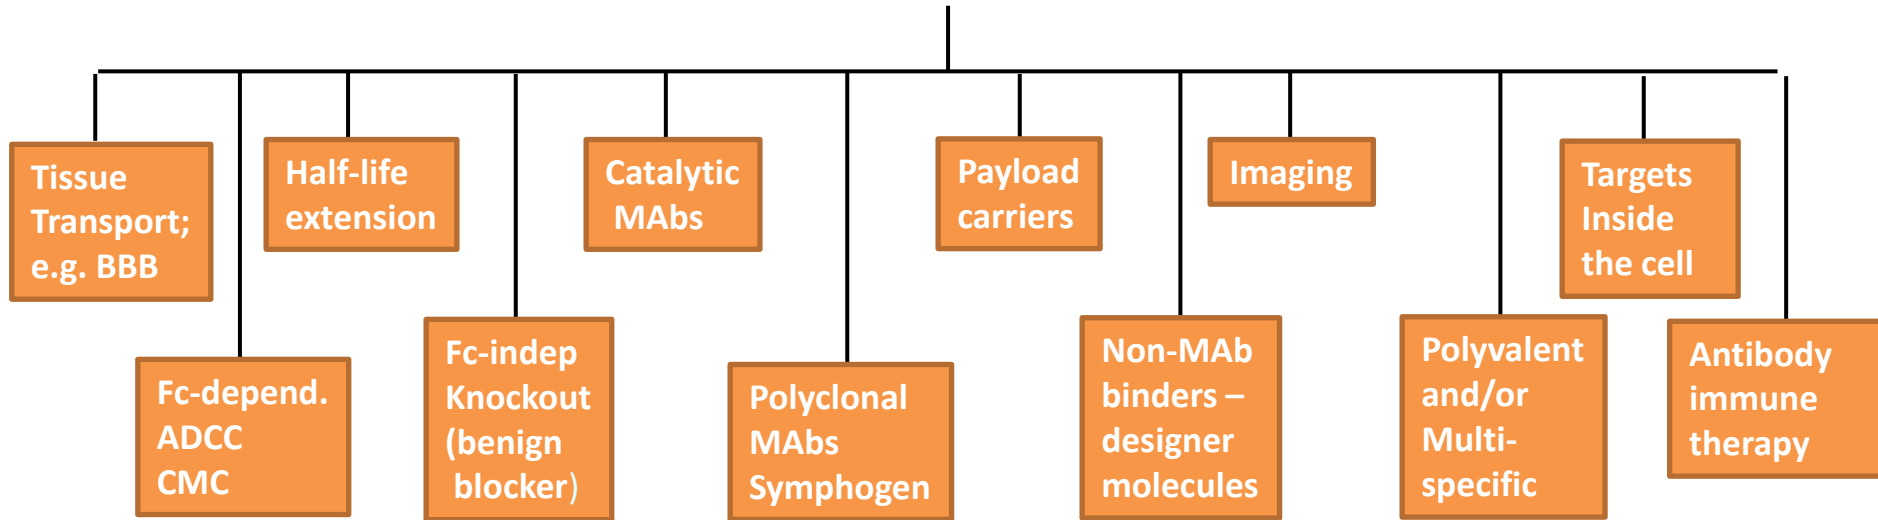 Tissue
Transport;
e.g. BBB
Fc-depend.
ADCC
CMC
Half-life
extension
Fc-indep
Knockout
(benign
blocker)
Catalytic
MAbs
Polyclonal
MAbs
Symphogen
Payload
carriers
Non-MAb
binders –
designer
molecules
Imaging
Polyvalent
and/or
Multi-
specific
Targets
Inside
the cell
Antibody
immune
therapy